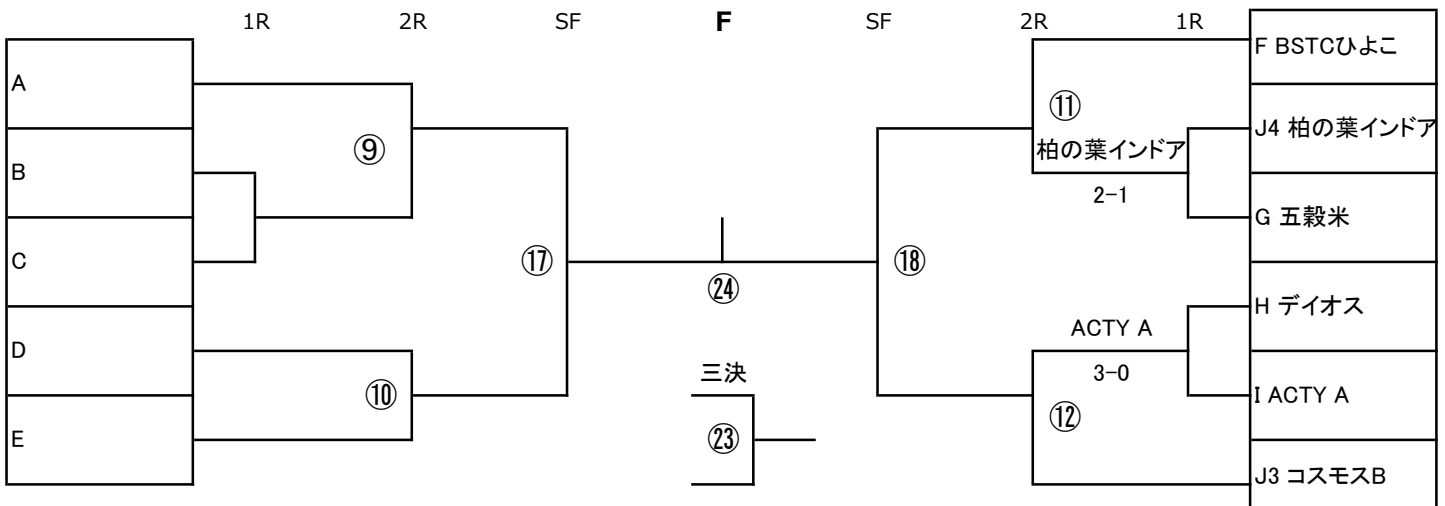 1R 2R SF F SF 2R 1R
F BSTCひよこ
A
⑪
J4 柏の葉インドア
⑨
柏の葉インドア
B
2-1
G 五穀米
C
⑰
⑱
㉔
H デイオス
ACTY A
D
三決
3-0
⑩
I ACTY A
⑫
E
㉓
J3 コスモスB